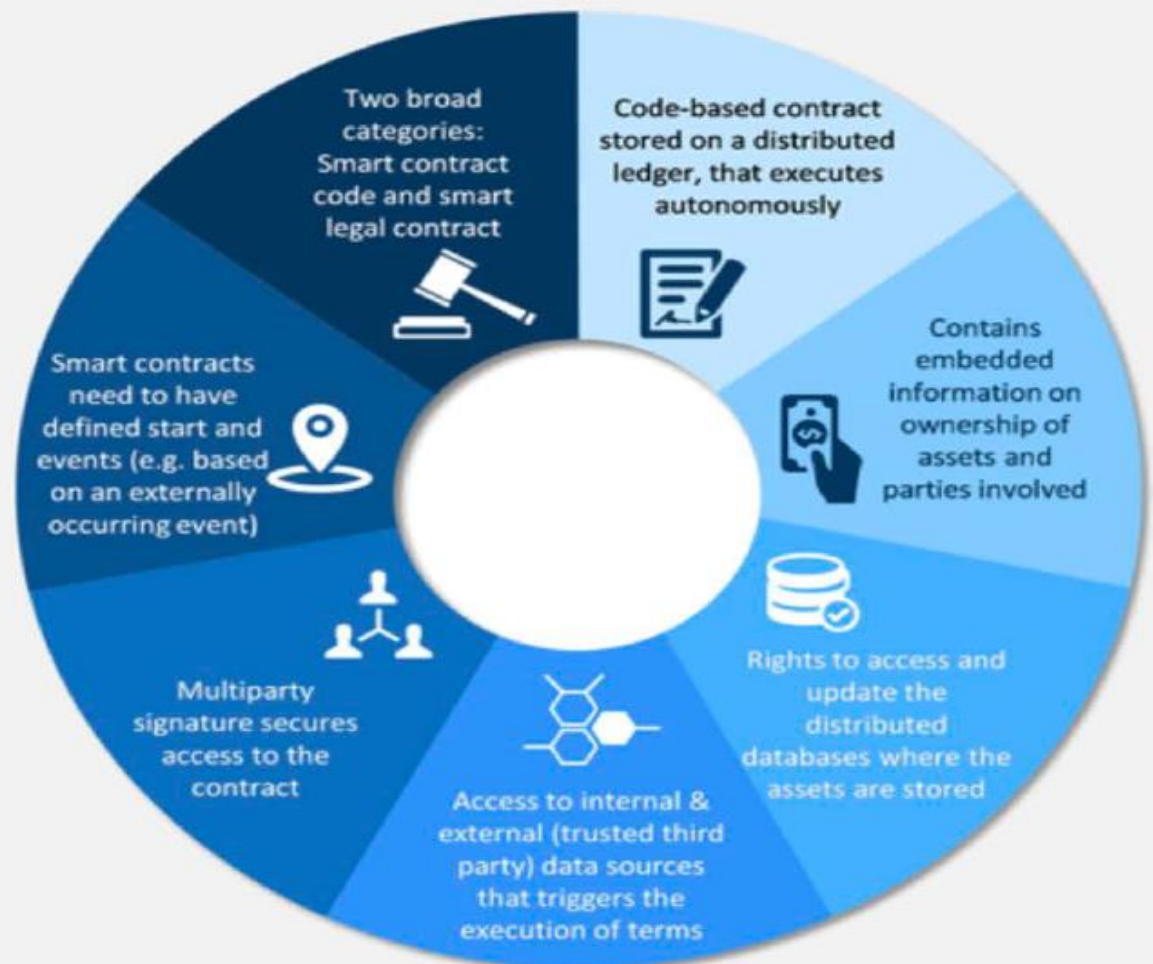 Two broad
categories:
Smart contract
code and smart
legal contract
Code-based contract
stored on a distributed
ledger, that executes
autonomously
Contains
embedded
information on
ownership of
assets and
parties involved
Rights to access and
update the
distributed
databases where the
assets are stored
Access to internal &
external (trusted third
party) data sources
that triggers the
execution of terms
Multiparty
signature secures
access to the
contract
Smart contracts
need to have
defined start and
events (e.g. based
on an externally
occurring event)